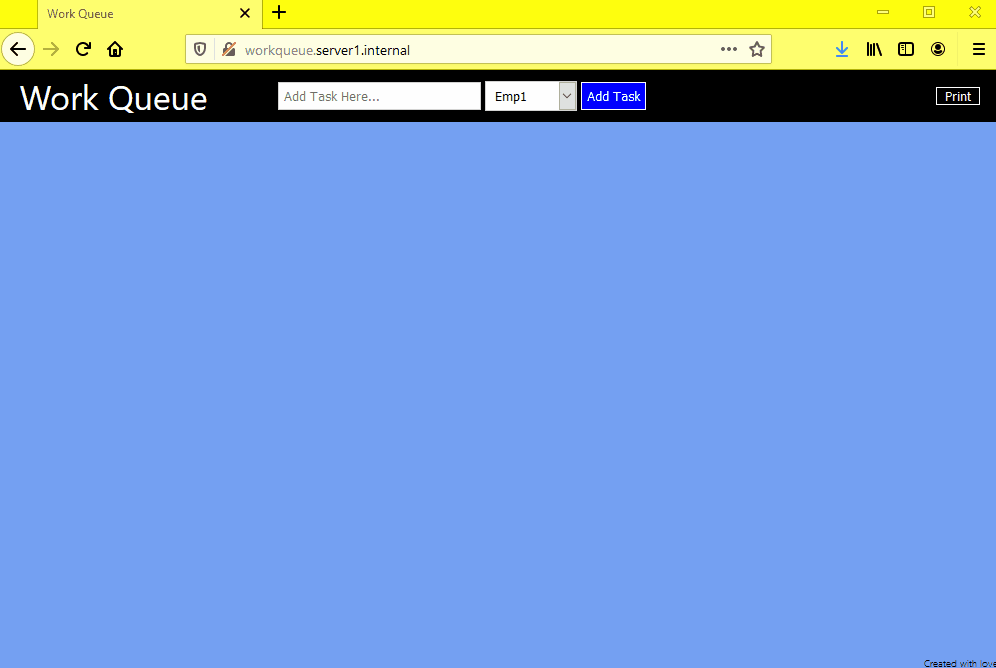 Work Queue
workqueue.server1.internal
Work Queue
Add Task Here...
Emp1
Add Task
Print
Created with love